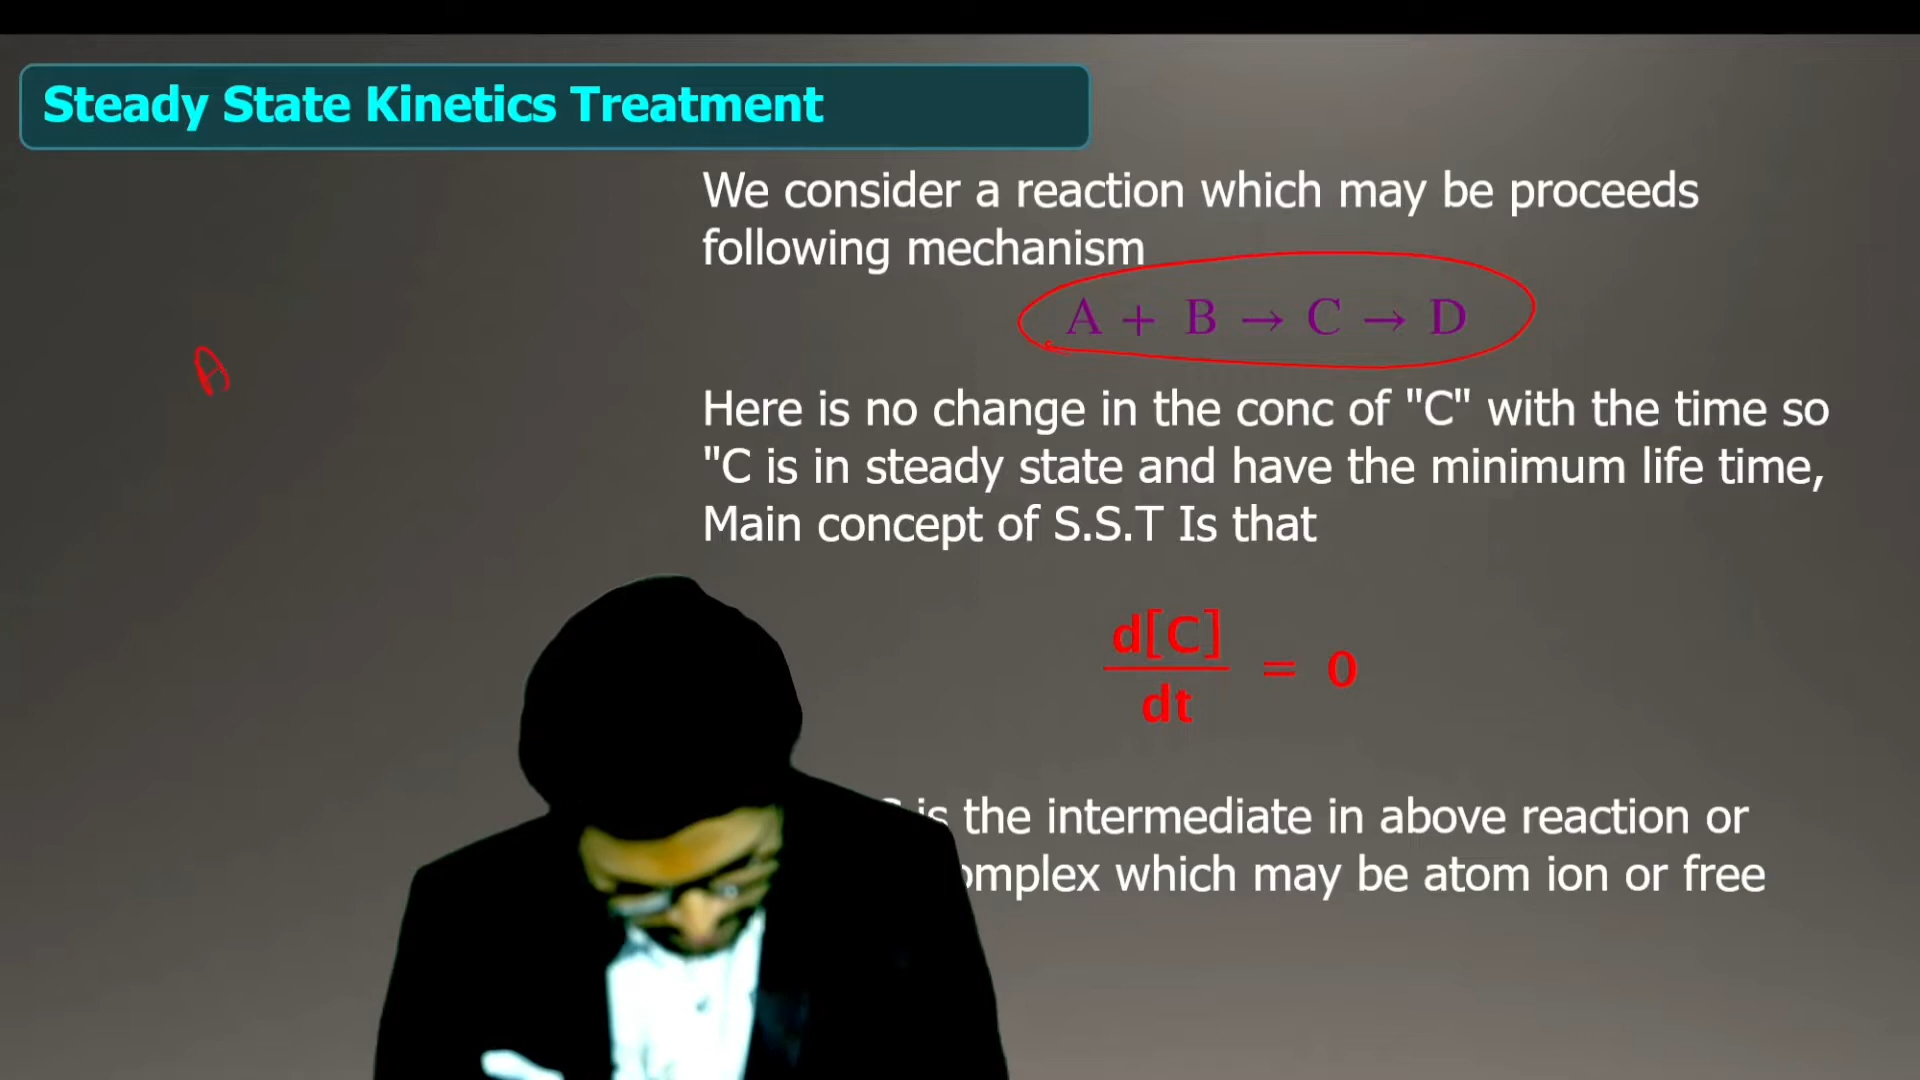 Steady State Kinetics Treatment
We consider a reaction which may be proceeds
following mechanism
A + B → C → D
A
Here is no change in the conc of "C" with the time so
"C is in steady state and have the minimum life time,
Main concept of S.S.T Is that
d[C]
dt
= 0
is the intermediate in above reaction or
which may be atom ion or free